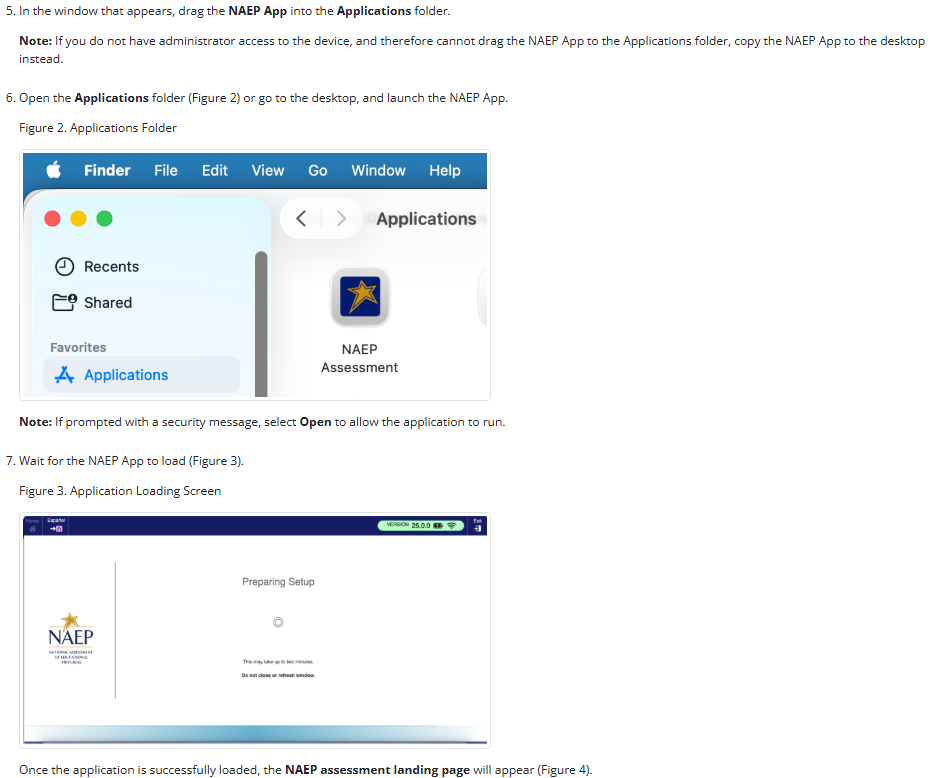 5. In the window that appears, drag the NAEP App into the Applications folder.
Note: If you do not have administrator access to the device, and therefore cannot drag the NAEP App to the Applications folder, copy the NAEP App to the desktop
instead.
6. Open the Applications folder (Figure 2) or go to the desktop, and launch the NAEP App.
Figure 2. Applications Folder
Finder File Edit View Go Window Help
Applications
Recents
Shared
Favorites
Applications
NAEP
Assessment
Note: If prompted with a security message, select Open to allow the application to run.
7. Wait for the NAEP App to load (Figure 3).
Figure 3. Application Loading Screen
Home Español VERSION 25.0.0 Exit
Preparing Setup
NAEP
NATIONAL ASSESSMENT
OF EDUCATIONAL
PROGRESS
This may take up to two minutes.
Do not close or refresh window.
Once the application is successfully loaded, the NAEP assessment landing page will appear (Figure 4).